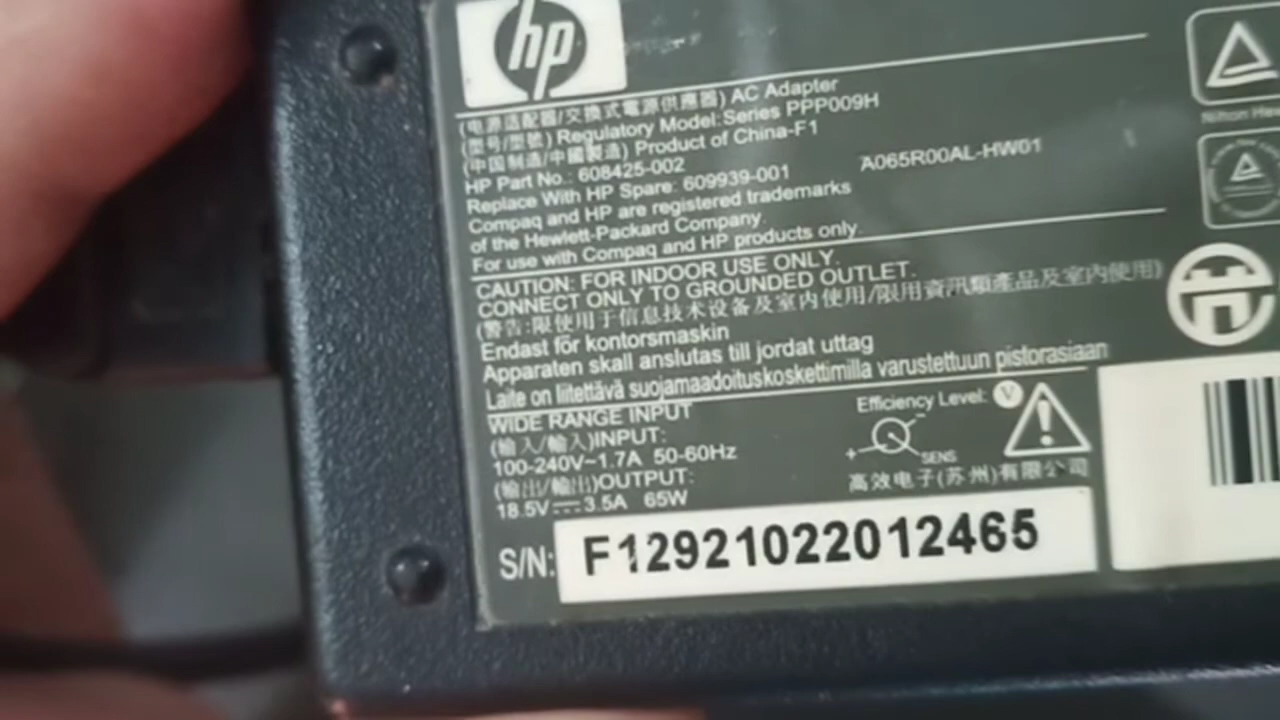 hp
(电源适配器/交換式電源供應器) AC Adapter
(型号/型號) Regulatory Model:Series PPP009H
(中国制造/中國製造) Product of China-F1
HP Part No.: 608425-002
A065R00AL-HW01
Replace With HP Spare: 609939-001
Compaq and HP are registered trademarks
of the Hewlett-Packard Company.
For use with Compaq and HP products only.
CAUTION: FOR INDOOR USE ONLY.
CONNECT ONLY TO GROUNDED OUTLET.
(警告:限使用于信息技术设备及室内使用/限用資訊類產品及室內使用)
Endast för kontorsmaskin
Apparaten skall anslutas till jordat uttag
Laite on liitettävä suojamaadoituskoskettimilla varustettuun pistorasiaan
WIDE RANGE INPUT
(输入/輸入)INPUT:
100-240V~1.7A 50-60Hz
(输出/輸出)OUTPUT:
18.5V⎓3.5A 65W
Efficiency Level: V
+ - SENS
高效电子(苏州)有限公司
S/N: F12921022012465